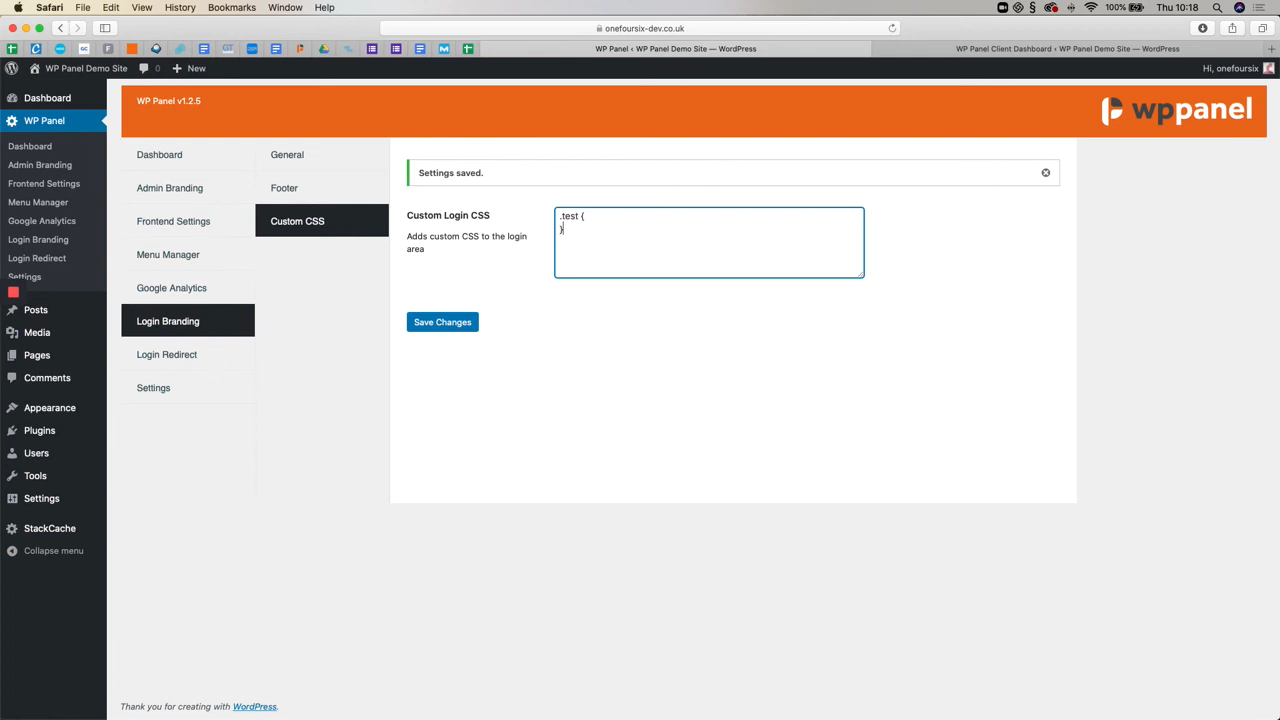 Safari File Edit View History Bookmarks Window Help
100% Thu 10:18
onefoursix-dev.co.uk
WP Panel ‹ WP Panel Demo Site — WordPress
WP Panel Client Dashboard ‹ WP Panel Demo Site — WordPress
WP Panel Demo Site 0 New
Hi, onefoursix
Dashboard
WP Panel
Dashboard
Admin Branding
Frontend Settings
Menu Manager
Google Analytics
Login Branding
Login Redirect
Settings
Posts
Media
Pages
Comments
Appearance
Plugins
Users
Tools
Settings
StackCache
Collapse menu
WP Panel v1.2.5
wppanel
Dashboard
Admin Branding
Frontend Settings
Menu Manager
Google Analytics
Login Branding
Login Redirect
Settings
General
Footer
Custom CSS
Settings saved.
Custom Login CSS
Adds custom CSS to the login
area
.test {
}
Save Changes
Thank you for creating with WordPress.